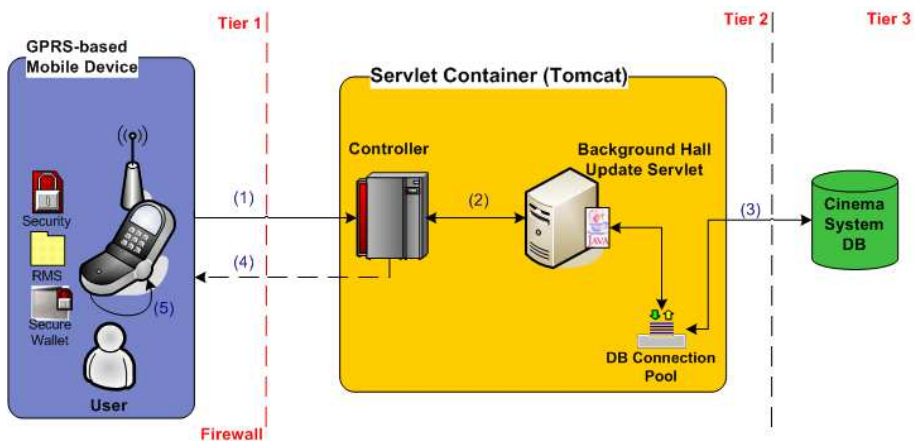 Tier 1
Tier 2
Tier 3
GPRS-based
Mobile Device
Servlet Container (Tomcat)
Controller
Background Hall
Update Servlet
Security
RMS
Secure
Wallet
User
(1)
(2)
(3)
(4)
(5)
JAVA
Cinema
System
DB
DB Connection
Pool
Firewall